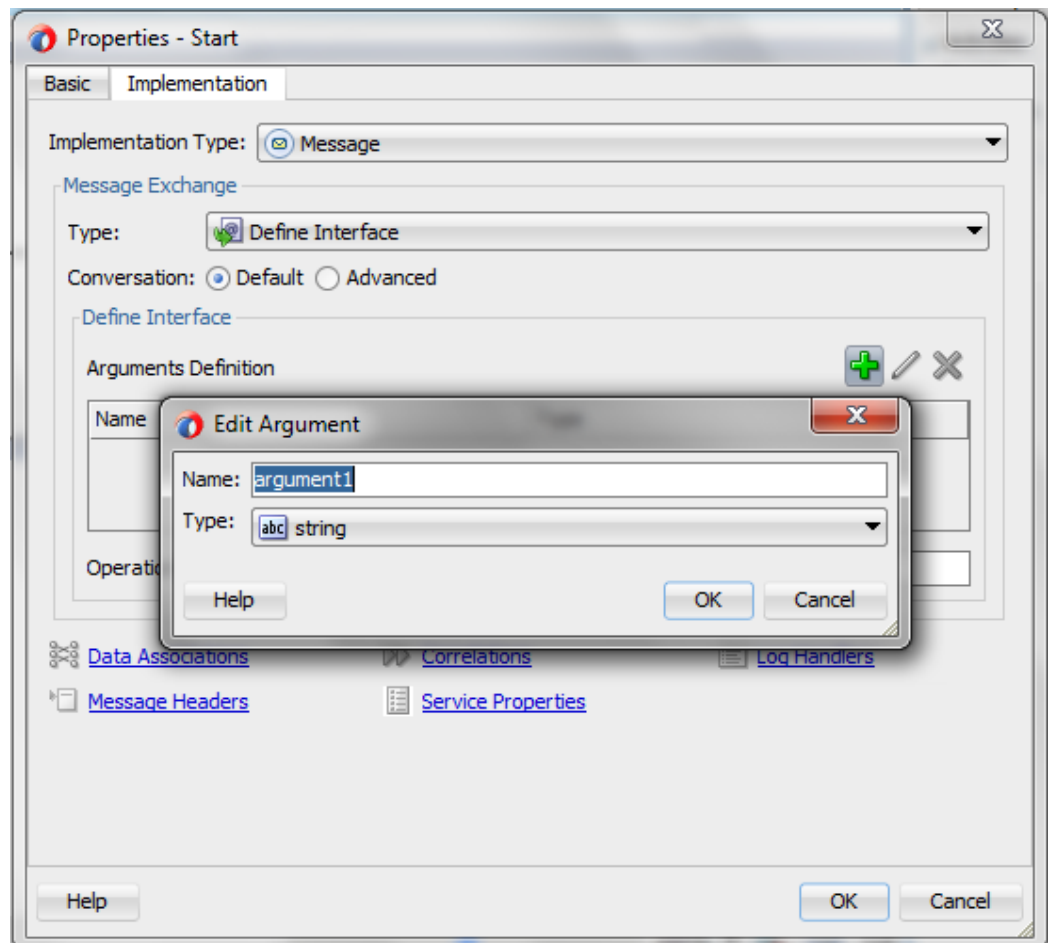 Properties - Start
Basic Implementation
Implementation Type: Message
Message Exchange
Type: Define Interface
Conversation: Default Advanced
Define Interface
Arguments Definition
Name
Edit Argument
Name: argument1
Type: abc string
Help OK Cancel
Data Associations Correlations Log Handlers
Message Headers Service Properties
Help OK Cancel